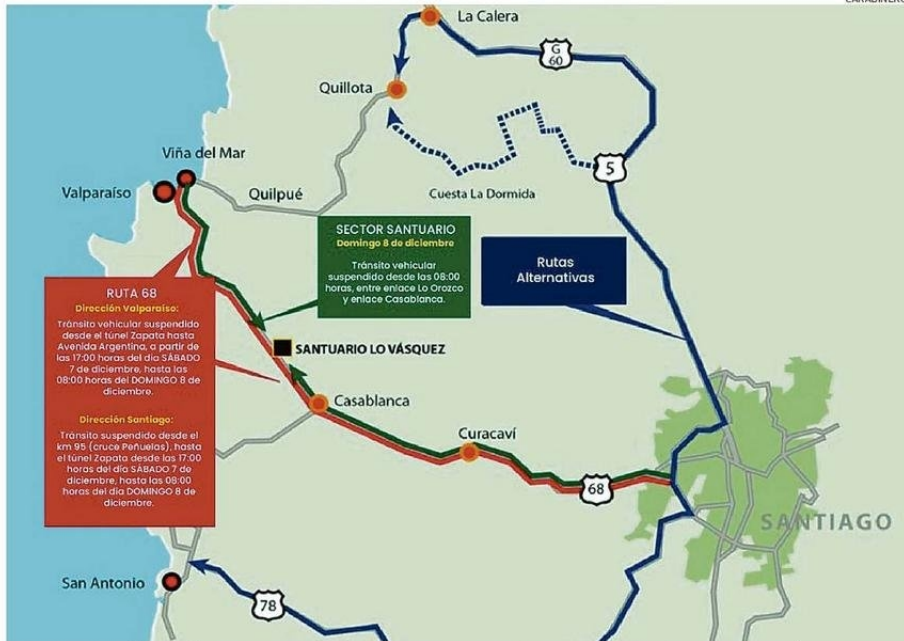 CARABINEROS
La Calera
G
60
Quillota
5
Viña del Mar
Cuesta La Dormida
Valparaíso
Quilpué
SECTOR SANTUARIO
Domingo 8 de diciembre
Tránsito vehicular
suspendido desde las 08:00
horas, entre enlace Lo Orozco
y enlace Casablanca.
Rutas
Alternativas
RUTA 68
Dirección Valparaíso:
Tránsito vehicular suspendido
desde el túnel Zapata hasta
Avenida Argentina, a partir de
las 17:00 horas del día SÁBADO
7 de diciembre, hasta las
08:00 horas del DOMINGO 8 de
diciembre.
Dirección Santiago:
Tránsito suspendido desde el
km 95 (cruce Peñuelas), hasta
el túnel Zapata desde las 17:00
horas del día SÁBADO 7 de
diciembre, hasta las 08:00
horas del día DOMINGO 8 de
diciembre.
SANTUARIO LO VÁSQUEZ
Casablanca
Curacaví
68
SANTIAGO
San Antonio
78